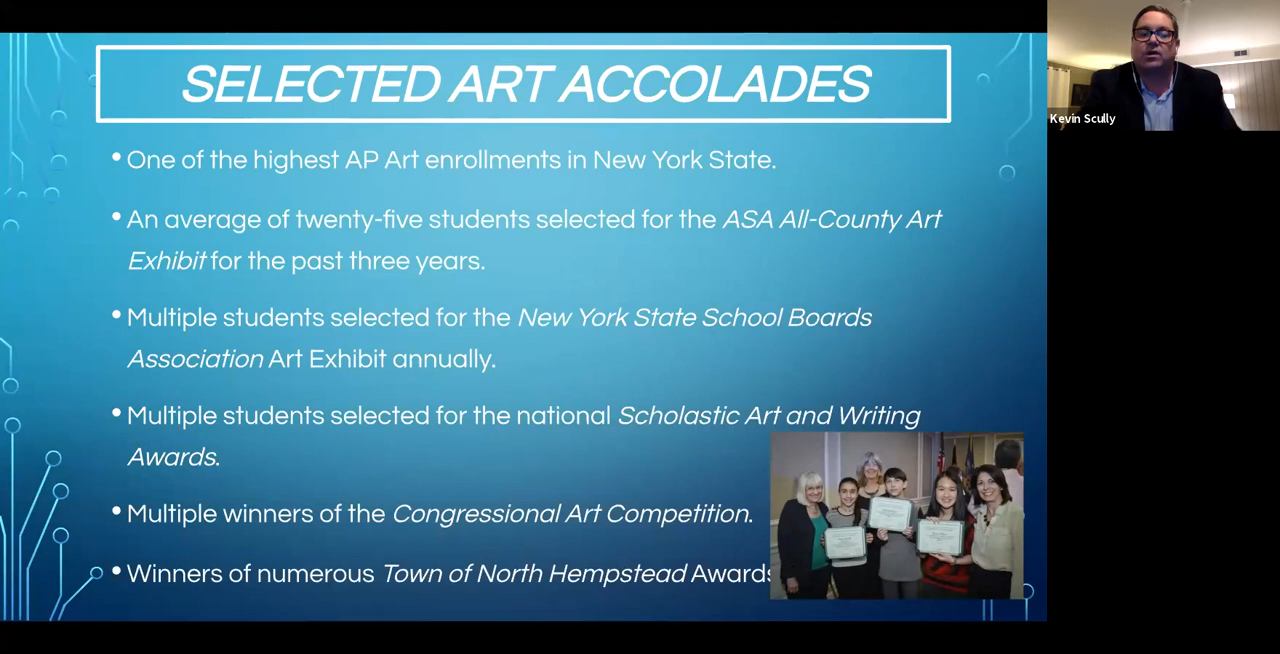 SELECTED ART ACCOLADES
• One of the highest AP Art enrollments in New York State.
• An average of twenty-five students selected for the ASA All-County Art
Exhibit for the past three years.
• Multiple students selected for the New York State School Boards
Association Art Exhibit annually.
• Multiple students selected for the national Scholastic Art and Writing
Awards.
• Multiple winners of the Congressional Art Competition.
• Winners of numerous Town of North Hempstead Awards
Kevin Scully